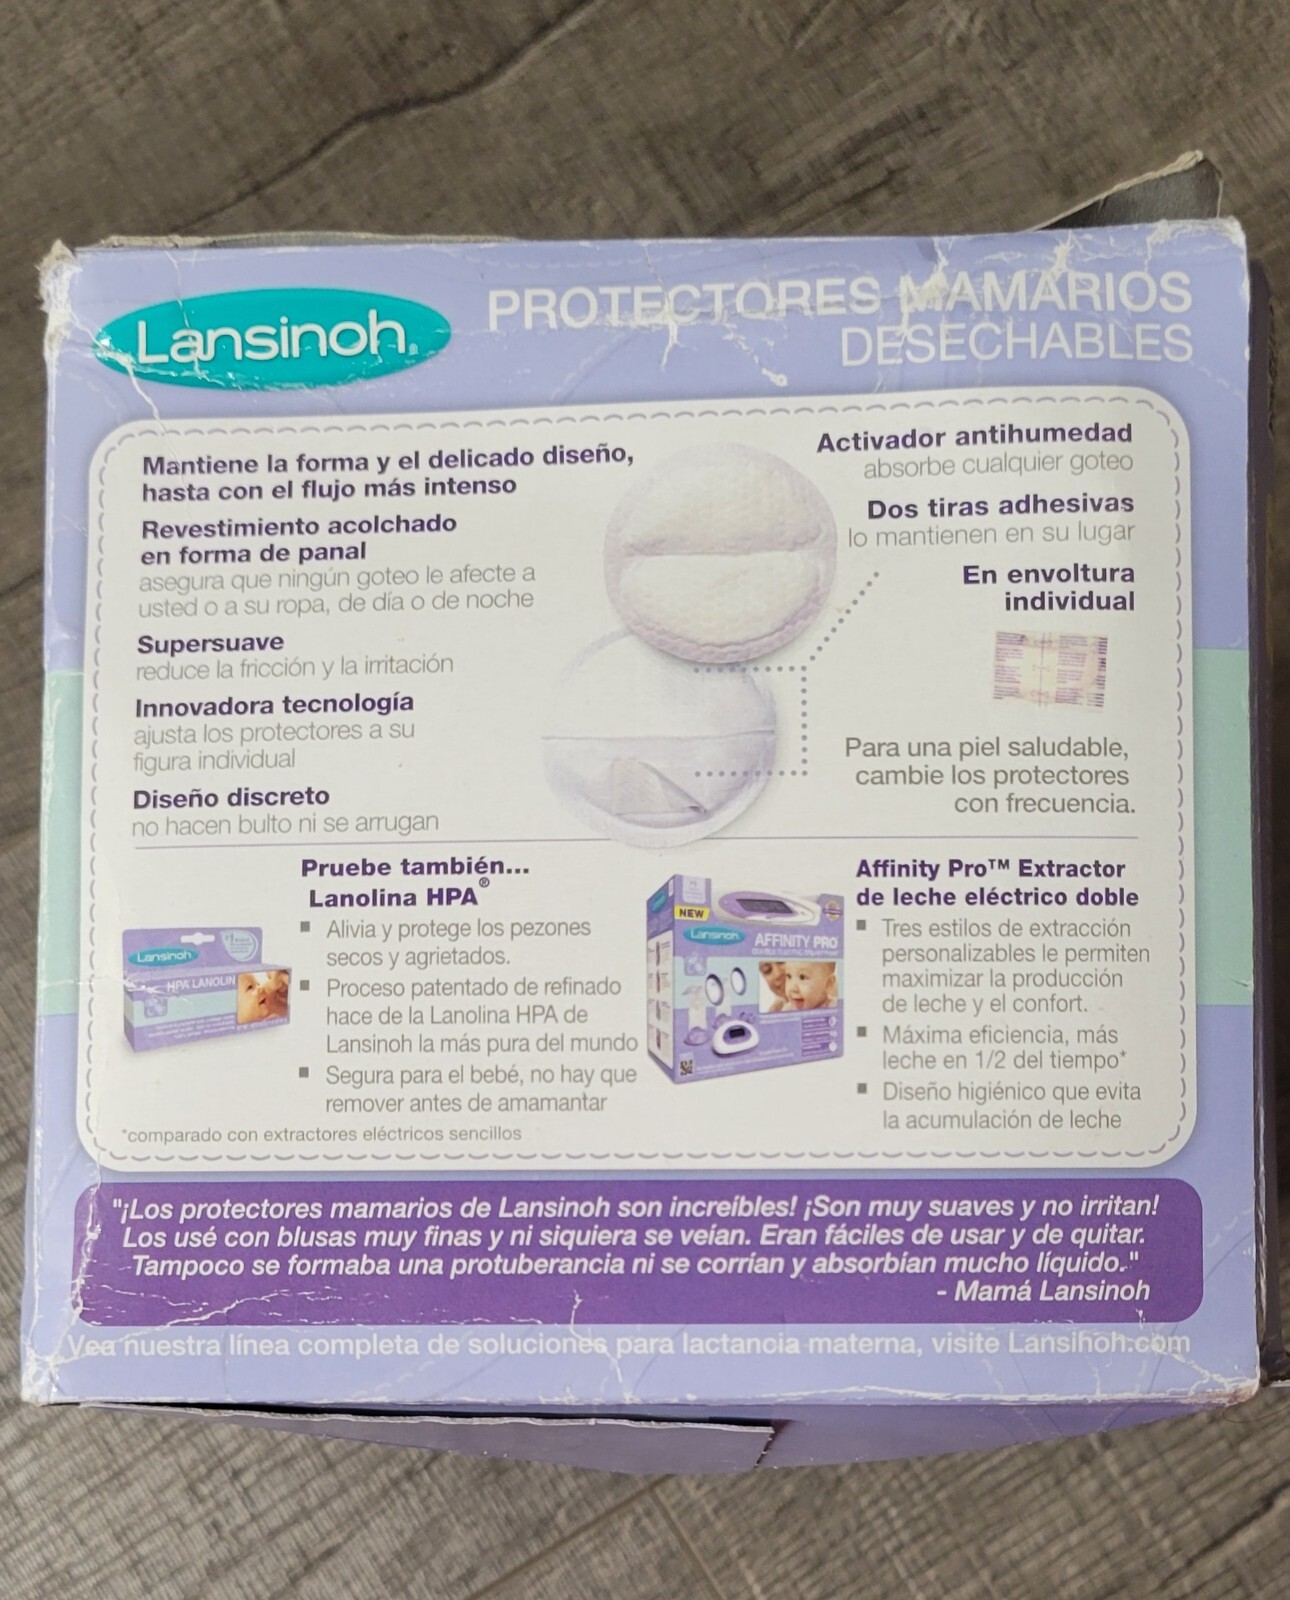 Lansinoh®
PROTECTORES MAMARIOS
DESECHABLES
Mantiene la forma y el delicado diseño,
hasta con el flujo más intenso
Revestimiento acolchado
en forma de panal
asegura que ningún goteo le afecte a
usted o a su ropa, de día o de noche
Supersuave
reduce la fricción y la irritación
Innovadora tecnología
ajusta los protectores a su
figura individual
Diseño discreto
no hacen bulto ni se arrugan
Activador antihumedad
absorbe cualquier goteo
Dos tiras adhesivas
lo mantienen en su lugar
En envoltura
individual
Para una piel saludable,
cambie los protectores
con frecuencia.
Lansinoh
HPA LANOLIN
Pruebe también...
Lanolina HPA®
▪ Alivia y protege los pezones
secos y agrietados.
▪ Proceso patentado de refinado
hace de la Lanolina HPA de
Lansinoh la más pura del mundo
▪ Segura para el bebé, no hay que
remover antes de amamantar
*comparado con extractores eléctricos sencillos
NEW
Lansinoh
AFFINITY PRO
Affinity Pro™ Extractor
de leche eléctrico doble
▪ Tres estilos de extracción
personalizables le permiten
maximizar la producción
de leche y el confort.
▪ Máxima eficiencia, más
leche en 1/2 del tiempo*
▪ Diseño higiénico que evita
la acumulación de leche
"¡Los protectores mamarios de Lansinoh son increíbles! ¡Son muy suaves y no irritan!
Los usé con blusas muy finas y ni siquiera se veían. Eran fáciles de usar y de quitar.
Tampoco se formaba una protuberancia ni se corrían y absorbían mucho líquido."
- Mamá Lansinoh
Vea nuestra línea completa de soluciones para lactancia materna, visite Lansinoh.com